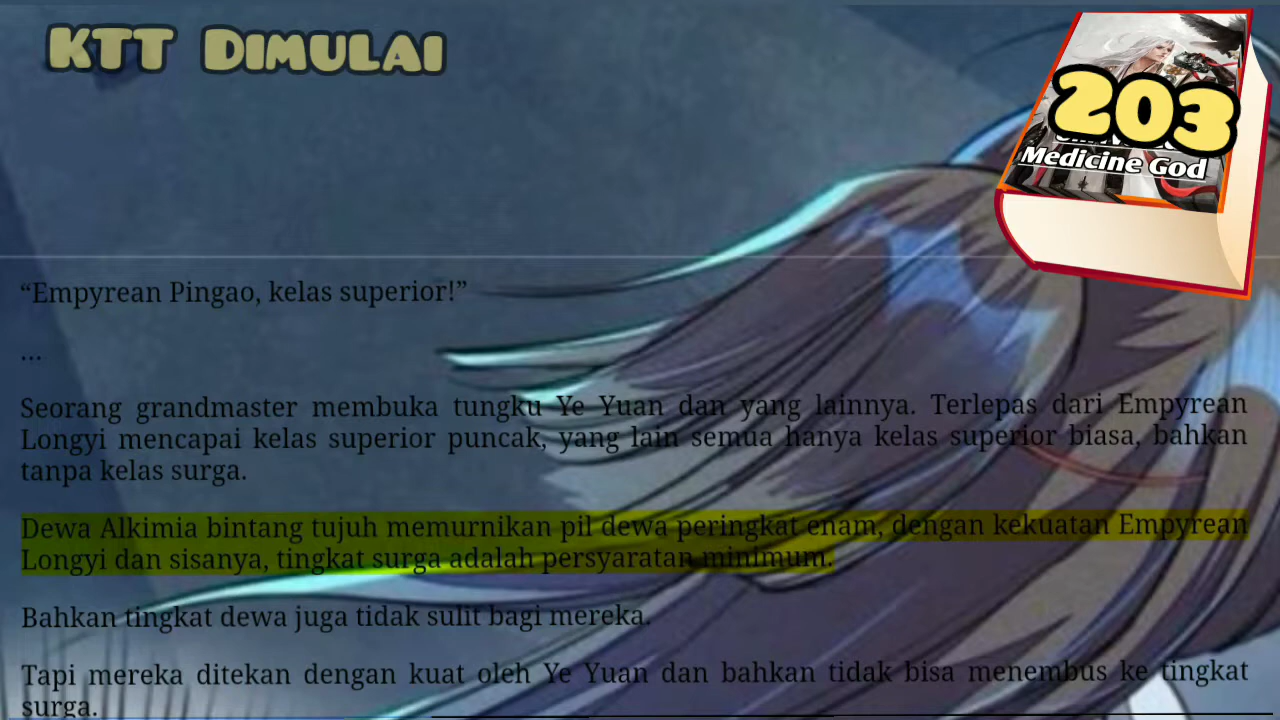 KTT DIMULAI
203
Medicine God
“Empyrean Pingao, kelas superior!”
…
Seorang grandmaster membuka tungku Ye Yuan dan yang lainnya. Terlepas dari Empyrean
Longyi mencapai kelas superior puncak, yang lain semua hanya kelas superior biasa, bahkan
tanpa kelas surga.
Dewa Alkimia bintang tujuh memurnikan pil dewa peringkat enam, dengan kekuatan Empyrean
Longyi dan sisanya, tingkat surga adalah persyaratan minimum.
Bahkan tingkat dewa juga tidak sulit bagi mereka.
Tapi mereka ditekan dengan kuat oleh Ye Yuan dan bahkan tidak bisa menembus ke tingkat
surga.